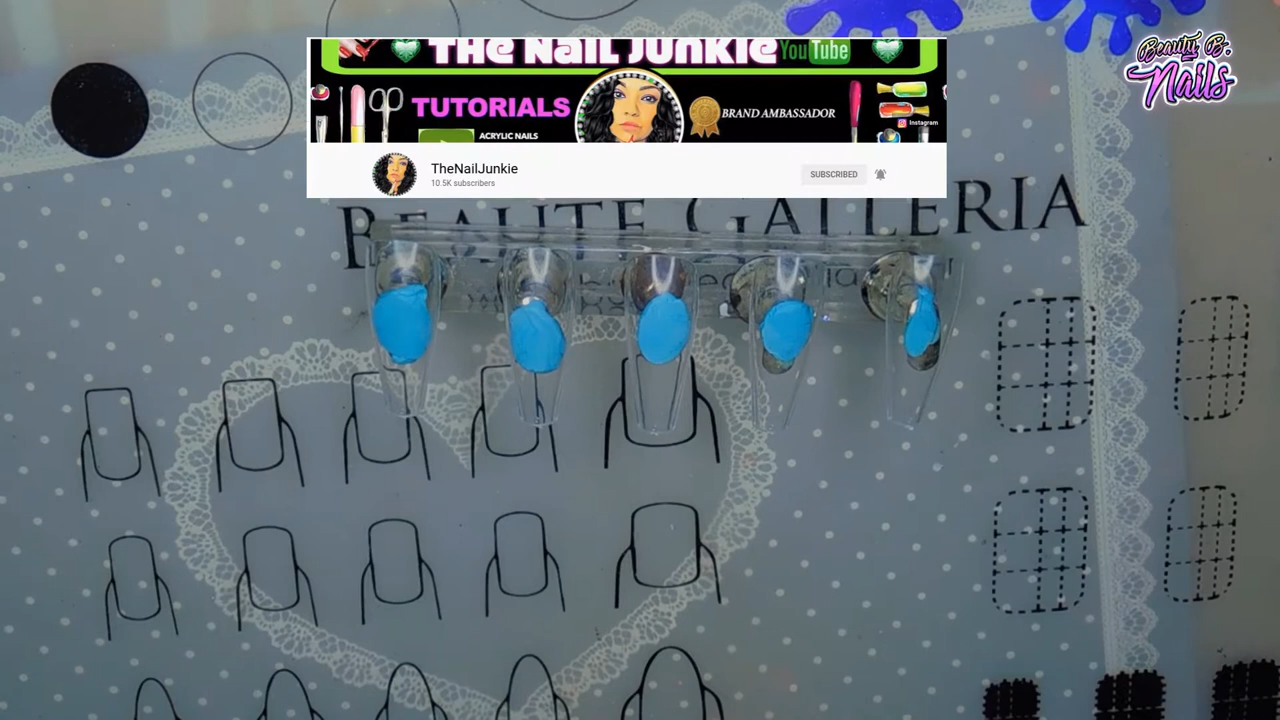 THE NAIL JUNKIE YouTube
TUTORIALS
BRAND AMBASSADOR
Instagram
ACRYLIC NAILS
TheNailJunkie
10.5K subscribers
SUBSCRIBED
Beauty B.
Nails
BEAUTE GALLERIA